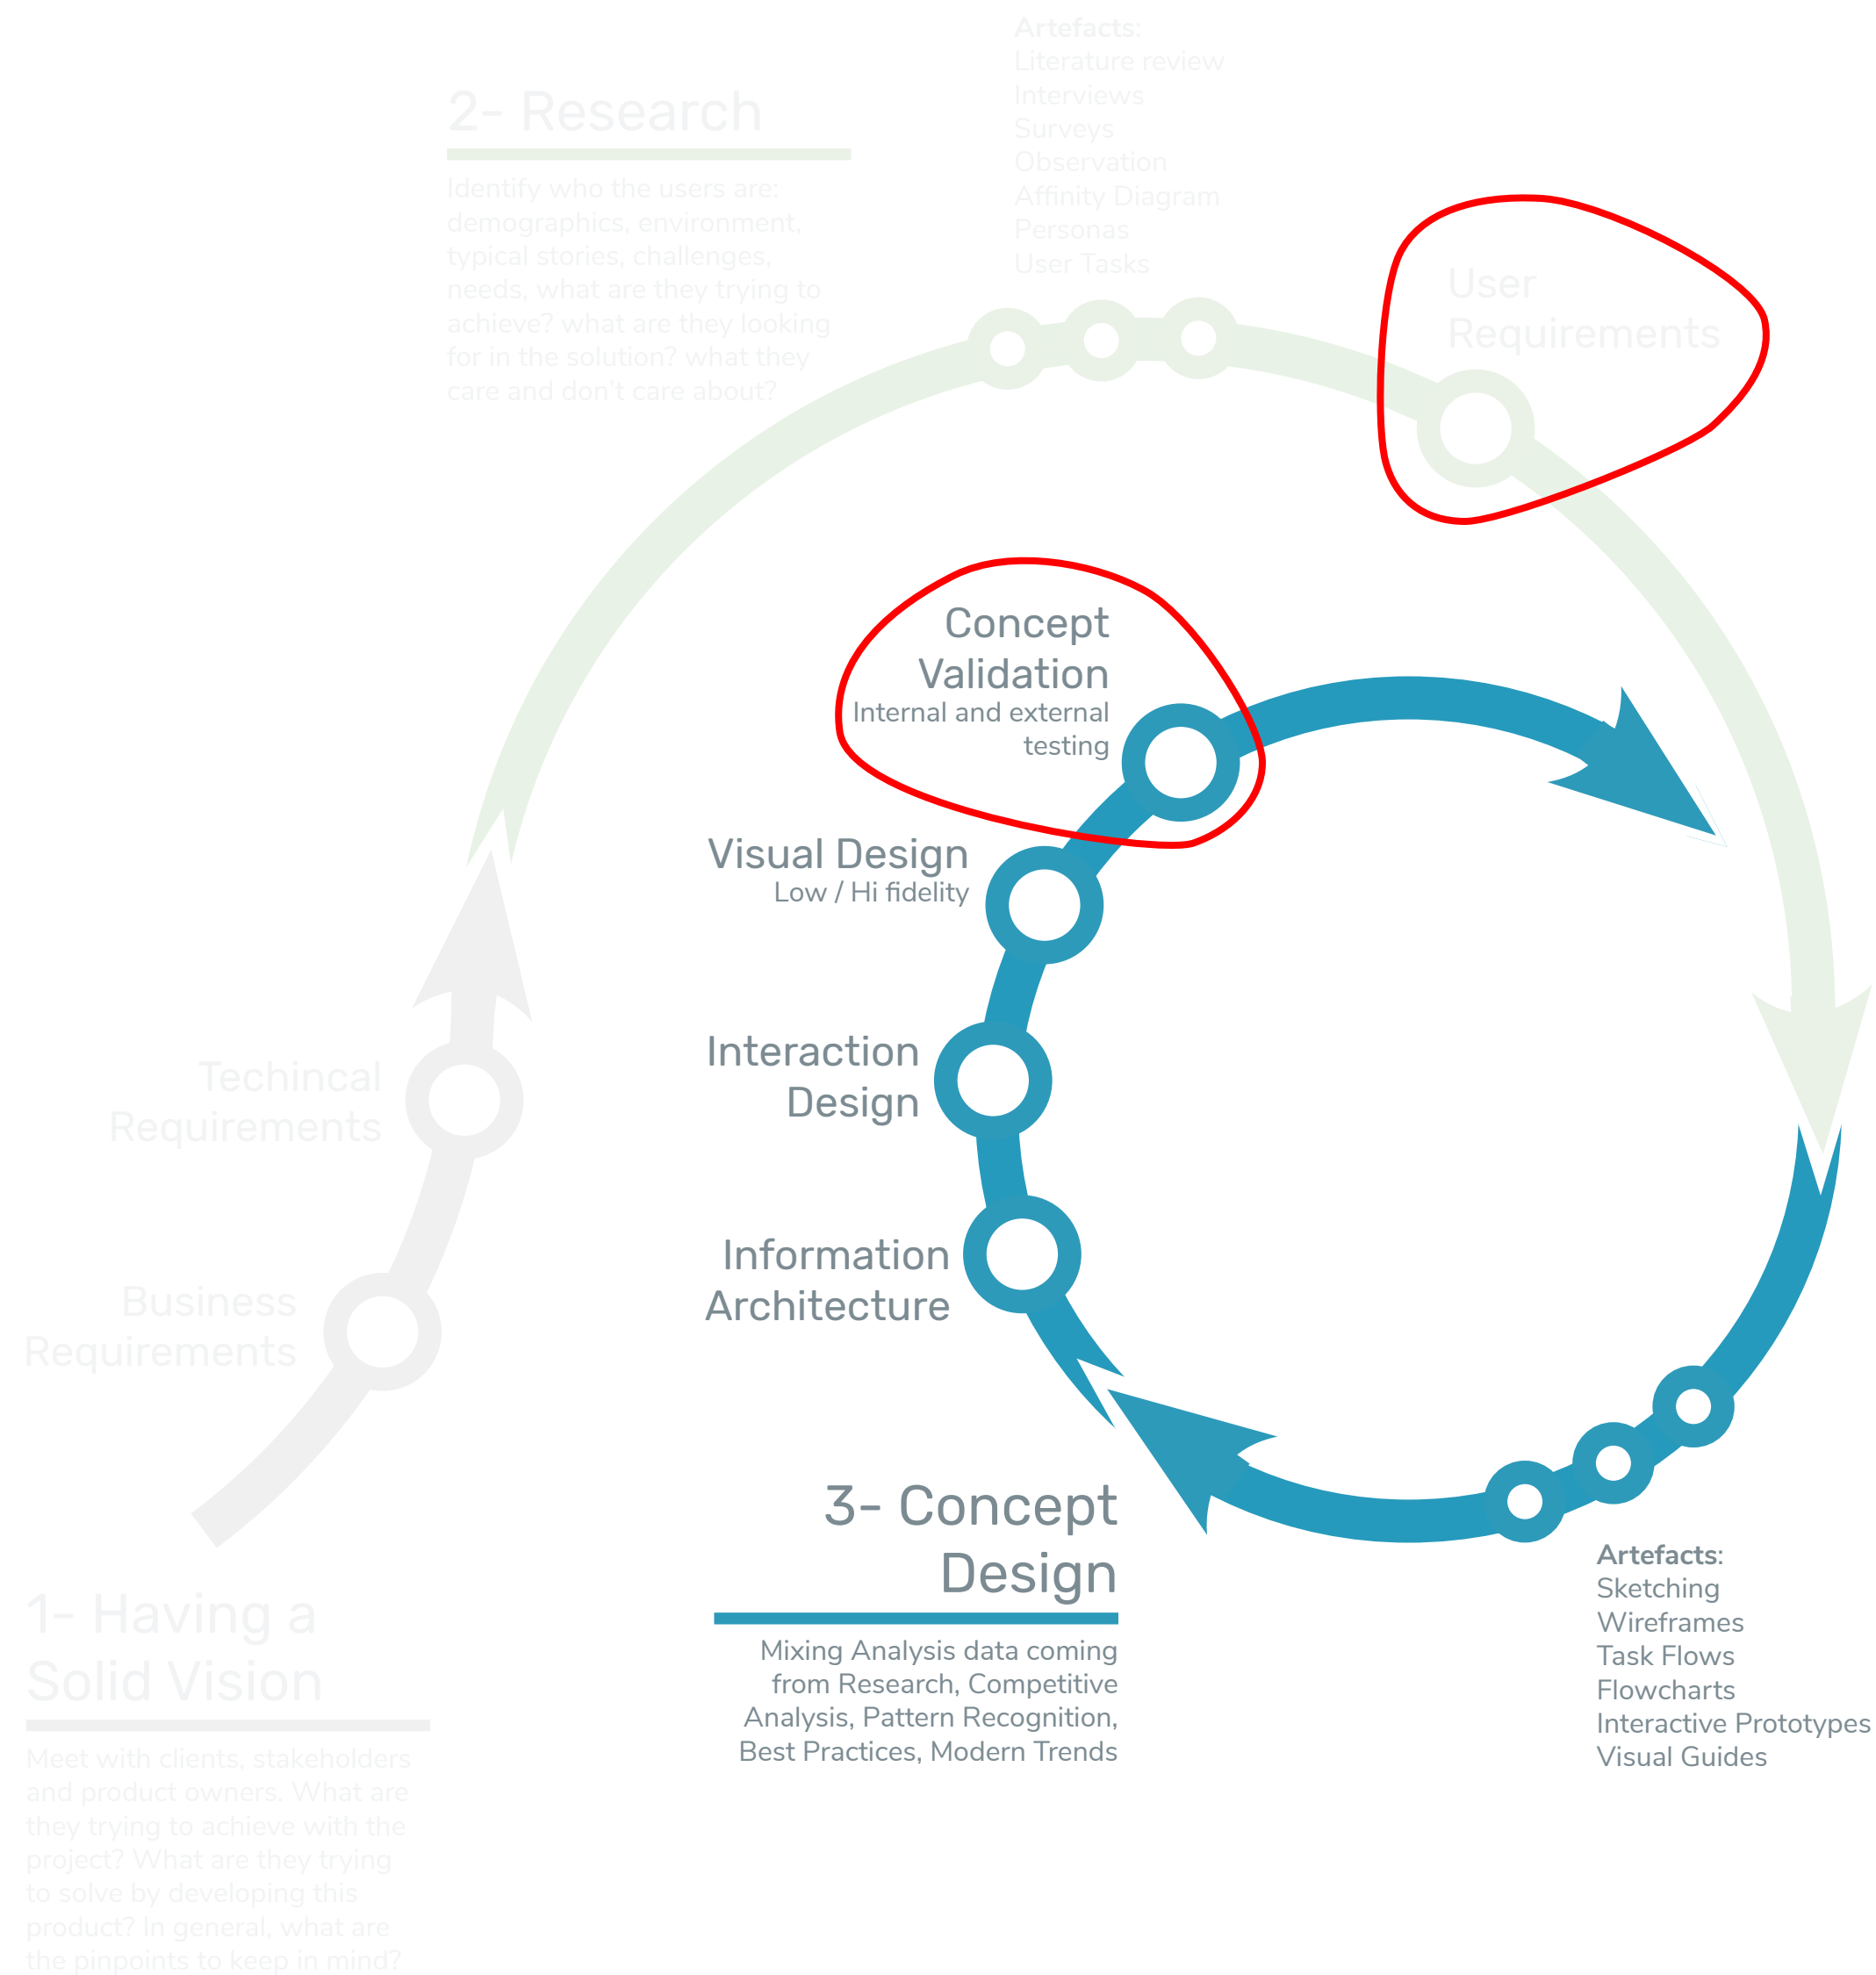 Artefacts:
Literature review
Interviews
Surveys
Observation
Affinity Diagram
Personas
User Tasks
2- Research
Identify who the users are:
demographics, environment,
typical stories, challenges,
needs, what are they trying to
achieve? what are they looking
for in the solution? what they
care and don't care about?
User
Requirements
Concept
Validation
Internal and external
testing
Visual Design
Low / Hi fidelity
Interaction
Design
Information
Architecture
Techincal
Requirements
Business
Requirements
3- Concept
Design
Mixing Analysis data coming
from Research, Competitive
Analysis, Pattern Recognition,
Best Practices, Modern Trends
Artefacts:
Sketching
Wireframes
Task Flows
Flowcharts
Interactive Prototypes
Visual Guides
1- Having a
Solid Vision
Meet with clients, stakeholders
and product owners. What are
they trying to achieve with the
project? What are they trying
to solve by developing this
product? In general, what are
the pinpoints to keep in mind?